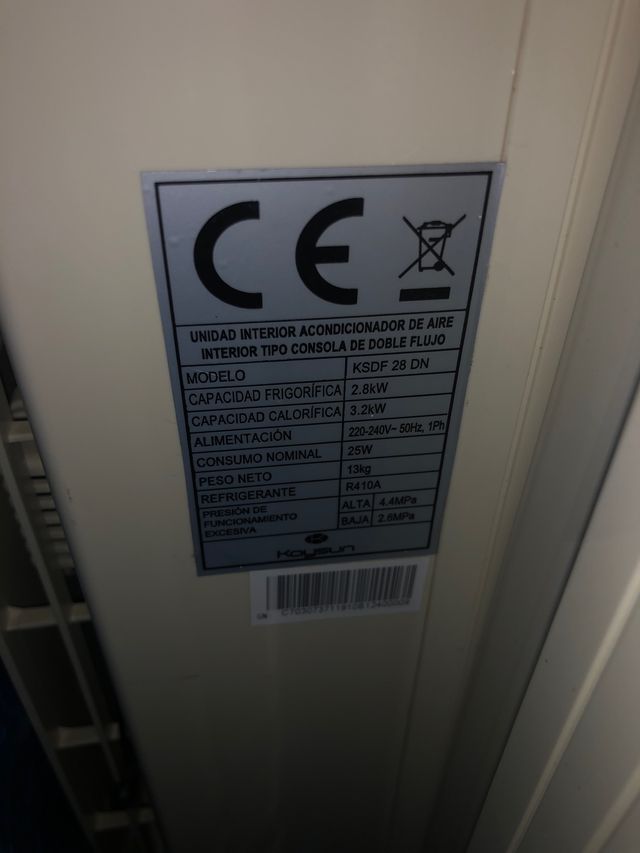 CE
UNIDAD INTERIOR ACONDICIONADOR DE AIRE
INTERIOR TIPO CONSOLA DE DOBLE FLUJO
MODELO KSDF 28 DN
CAPACIDAD FRIGORÍFICA 2.8kW
CAPACIDAD CALORÍFICA 3.2kW
ALIMENTACIÓN 220-240V~ 50Hz, 1Ph
CONSUMO NOMINAL 25W
PESO NETO 13kg
REFRIGERANTE R410A
PRESIÓN DE FUNCIONAMIENTO EXCESIVA ALTA 4.4MPa
BAJA 2.6MPa
Kaysun